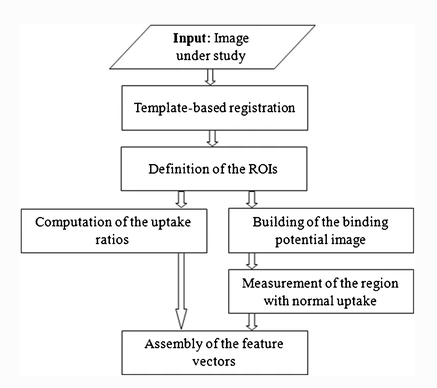 Input: Image
under study
Template-based registration
Definition of the ROIs
Computation of the uptake
ratios
Building of the binding
potential image
Measurement of the region
with normal uptake
Assembly of the feature
vectors